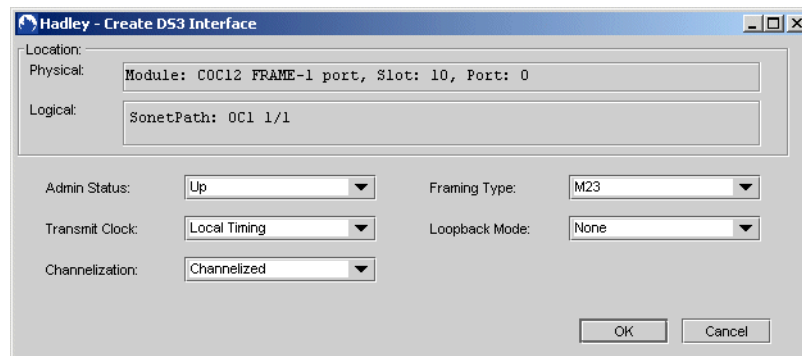 Hadley - Create DS3 Interface
Location:
Physical: Module: COC12 FRAME-1 port, Slot: 10, Port: 0
Logical: SonetPath: OC1 1/1
Admin Status: Up Framing Type: M23
Transmit Clock: Local Timing Loopback Mode: None
Channelization: Channelized
OK Cancel